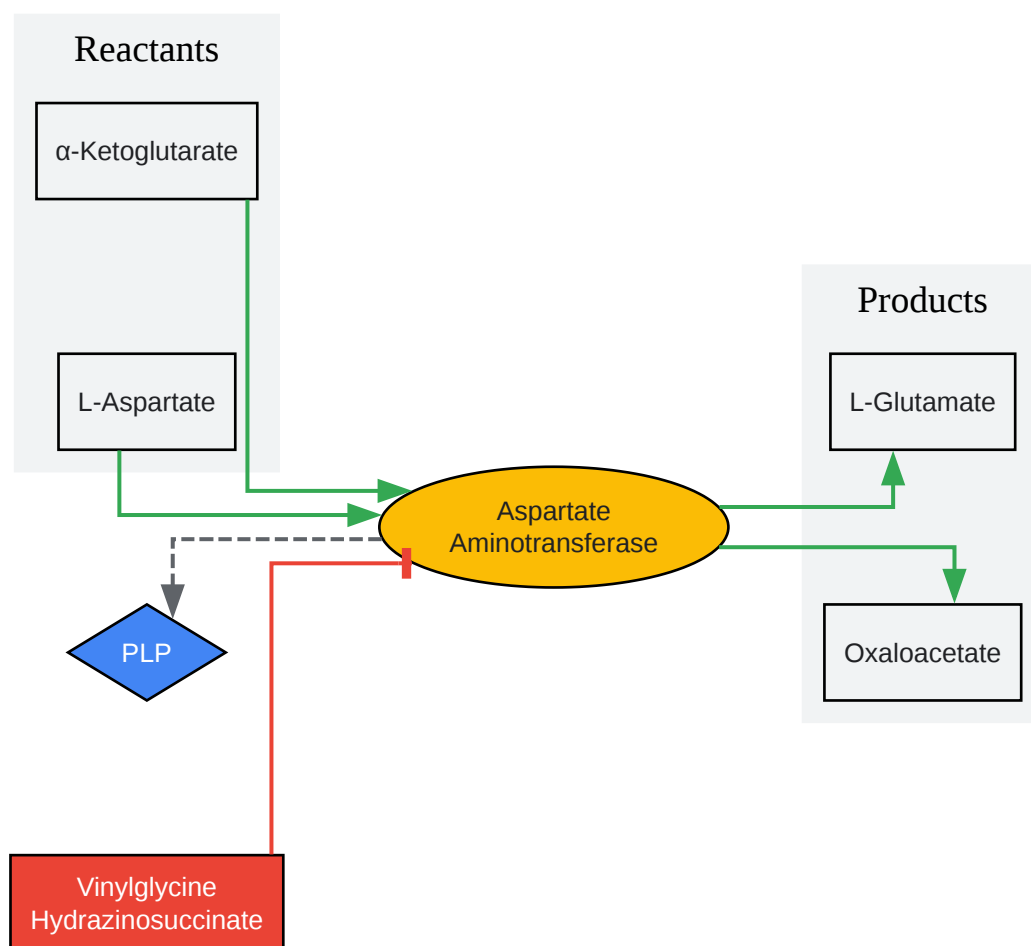 Reactants
α-Ketoglutarate
L-Aspartate
Products
L-Glutamate
Aspartate
Aminotransferase
PLP
Oxaloacetate
Vinylglycine
Hydrazinosuccinate